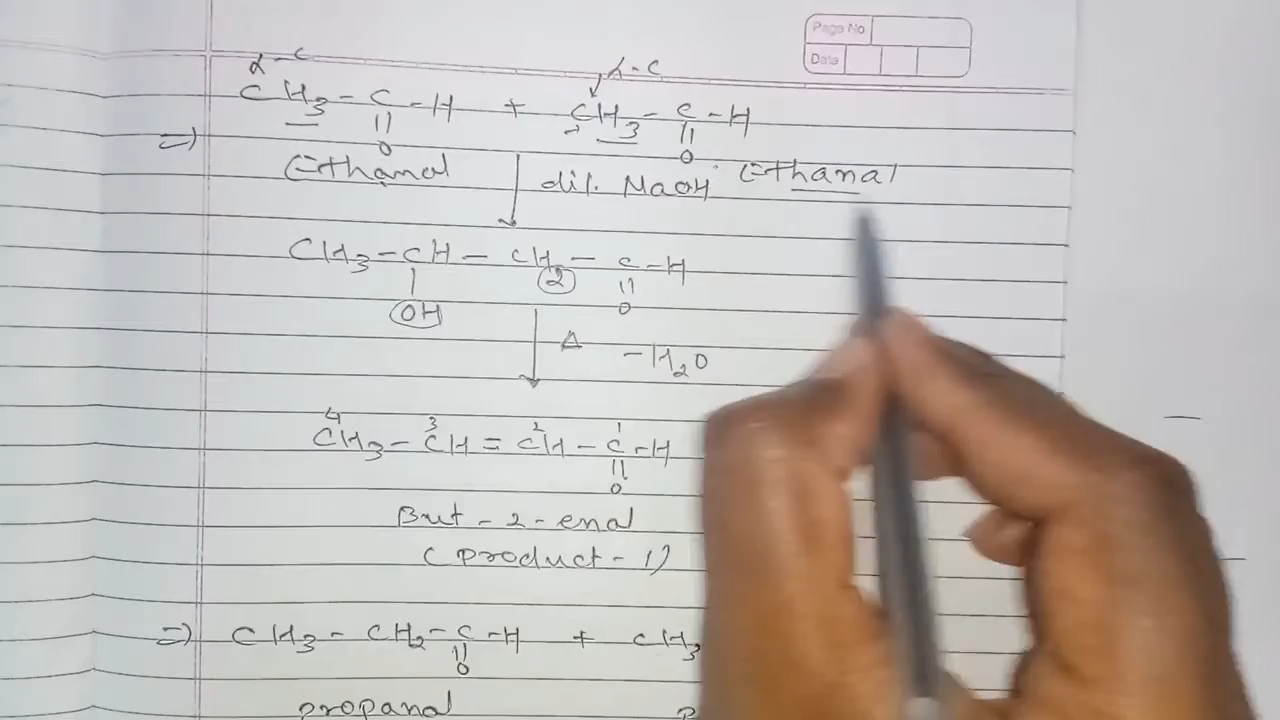 Page No
Date
α-C α-C
CH3-C-H + CH3-C-H
|| ||
=) O O
Ethanal dil. NaOH Ethanal
CH3-CH-CH2-C-H
| ||
OH O
Δ -H2O
4 3 2 1
CH3-CH=CH-C-H
||
O
But-2-enal
(product-1)
=) CH3-CH2-C-H + CH3
||
O
propanal